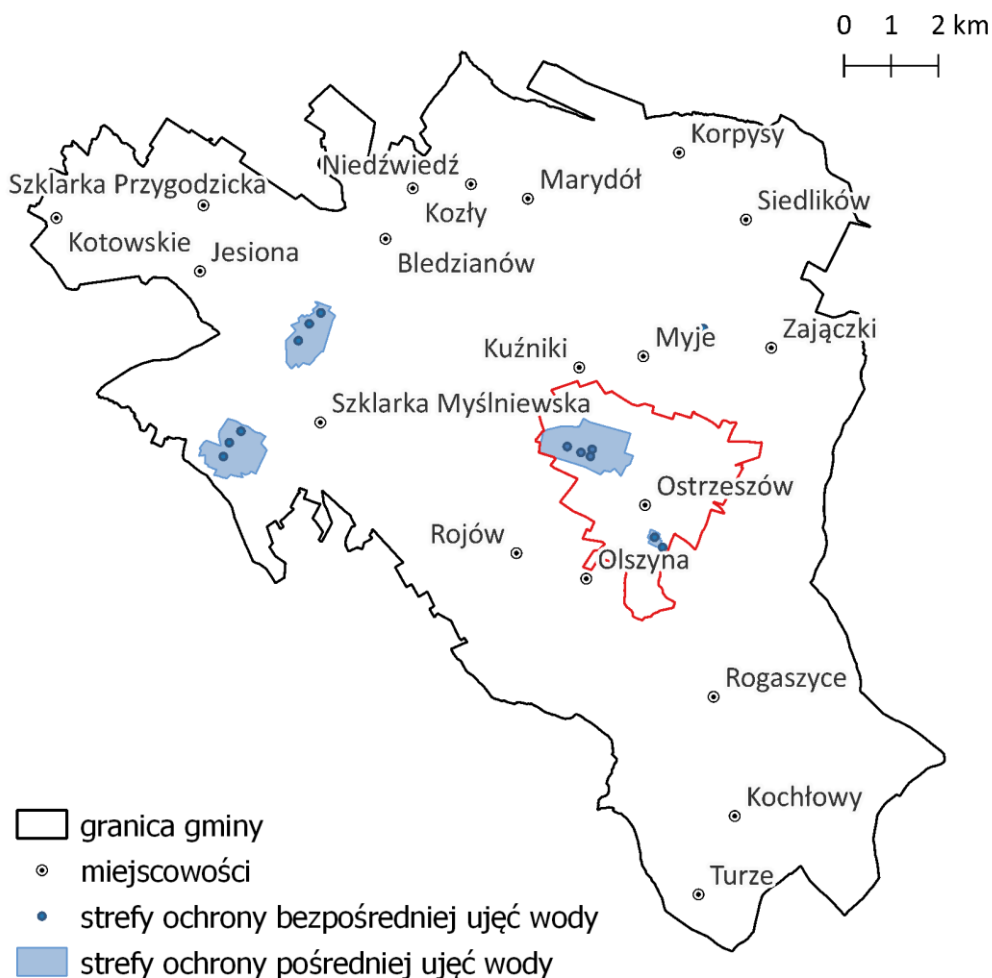 0 1 2 km
Korpysy
Niedźwiedź
Marydół
Szklarka Przygodzicka
Siedlików
Kozły
Kotowskie
Jesiona
Bledzianów
Myje
Zajączki
Kuźniki
Szklarka Myślniewska
Ostrzeszów
Rojów
Olszyna
Rogaszyce
Kochłowy
Turze
granica gminy
miejscowości
strefy ochrony bezpośredniej ujęć wody
strefy ochrony pośredniej ujęć wody